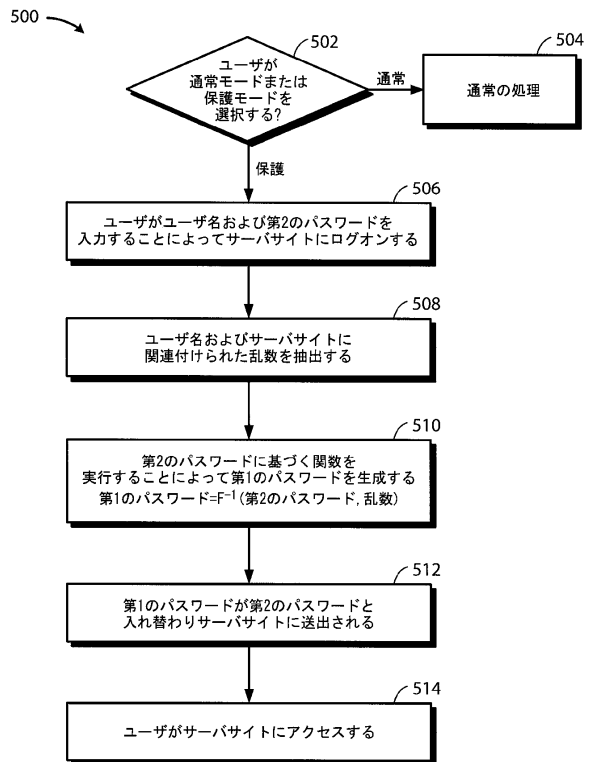 500
502
ユーザが
通常モードまたは
保護モードを
選択する?
通常
504
通常の処理
保護
506
ユーザがユーザ名および第2のパスワードを
入力することによってサーバサイトにログオンする
508
ユーザ名およびサーバサイトに
関連付けられた乱数を抽出する
510
第2のパスワードに基づく関数を
実行することによって第1のパスワードを生成する
第1のパスワード=F⁻¹(第2のパスワード,乱数)
512
第1のパスワードが第2のパスワードと
入れ替わりサーバサイトに送出される
514
ユーザがサーバサイトにアクセスする